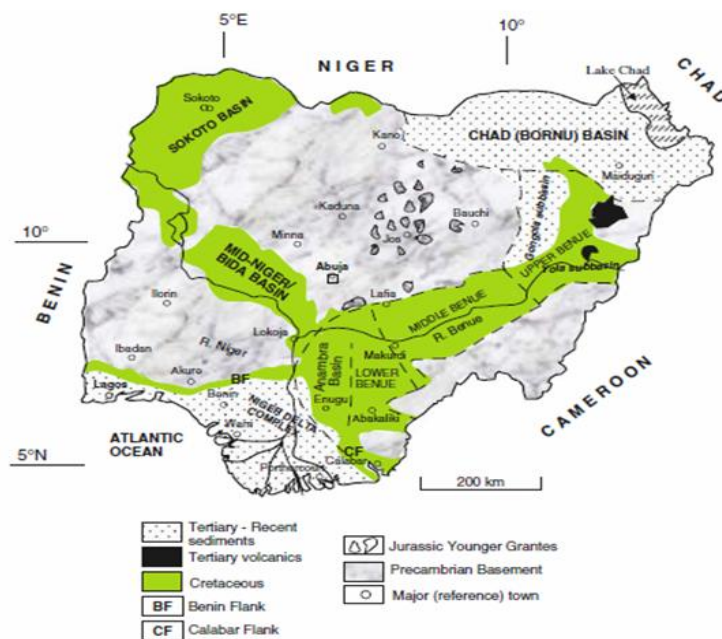 5°E
10°
NIGER
CHAD
Lake Chad
Sokoto
SOKOTO BASIN
Kano
CHAD (BORNU) BASIN
Maiduguri
Kaduna
Bauchi
Gongola subbasin
10°
Minna
Jos
UPPER BENUE
Yola subbasin
BENIN
MID-NIGER/
BIDA BASIN
Abuja
Ilorin
Lafia
MIDDLE BENUE
R. Benue
Lokoja
Ibadan
R. Niger
Makurdi
Anambra
Basin
LOWER
BENUE
CAMEROON
Akure
BF
Lagos
Benin
Enugu
Abakaliki
NIGER DELTA
COMPLEX
Warri
ATLANTIC
OCEAN
5°N
CF
Calabar
200 km
Tertiary - Recent
sediments
Tertiary volcanics
Cretaceous
BF Benin Flank
CF Calabar Flank
Jurassic Younger Grantes
Precambrian Basement
Major (reference) town